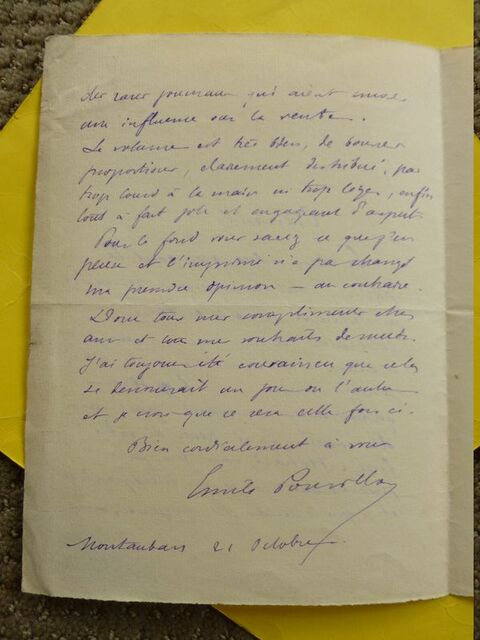 des rares journaux qui aient encore
une influence sur la vente.
Le volume est très bien, de bonnes
proportions, clairement distribué, pas
trop lourd à la main ni trop léger, enfin
tout à fait joli et engageant d'aspect.
Pour le fond vous savez ce que j'en
pense et l'imprimé n'a pas changé
ma première opinion — au contraire.
Donc tous mes compliments cher
ami et tous mes souhaits de succès.
J'ai toujours été convaincu que cela
se dessinerait un jour ou l'autre
et je crois que ce sera cette fois ci.
Bien cordialement à vous
Emile Pouvillon
Montauban 21 Octobre